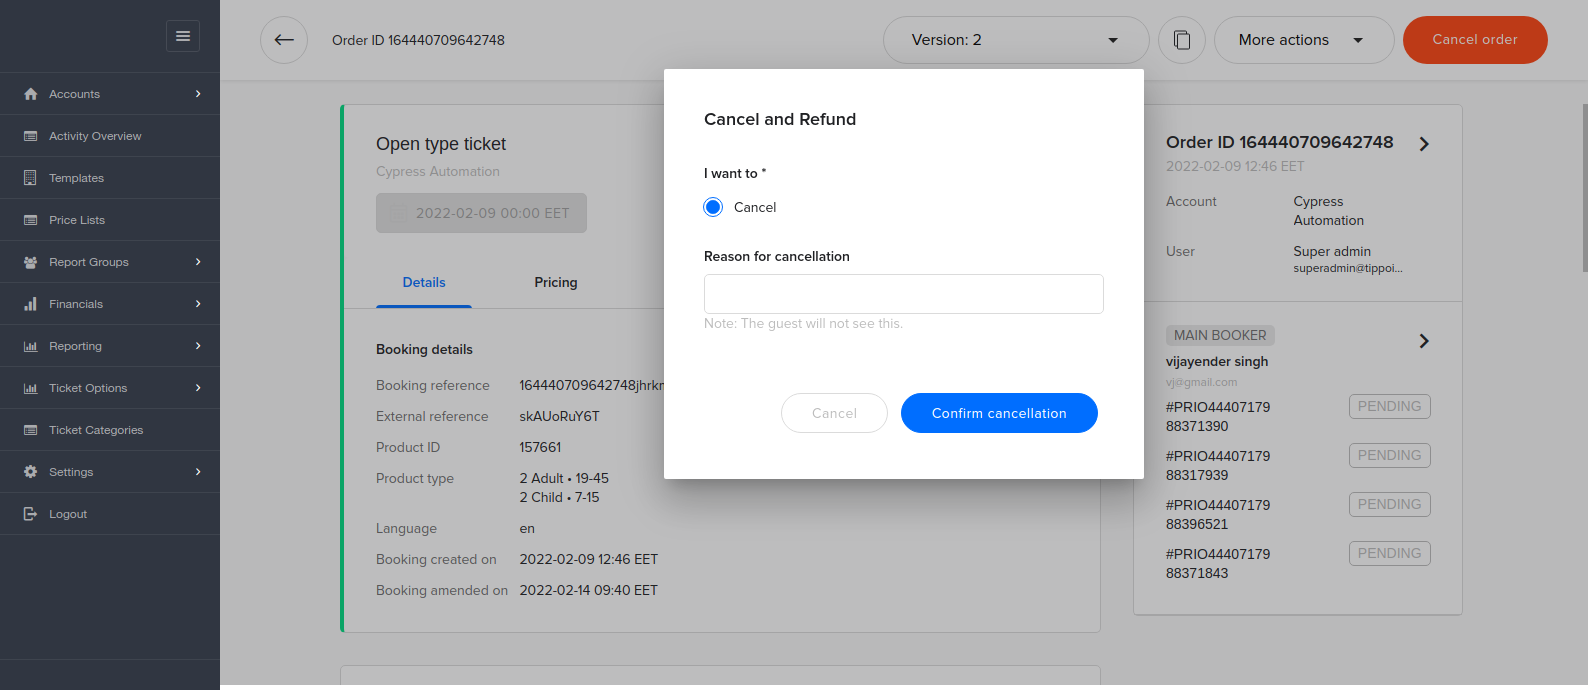 Order ID 164440709642748
Version: 2
More actions
Cancel order
Accounts
Activity Overview
Templates
Price Lists
Report Groups
Financials
Reporting
Ticket Options
Ticket Categories
Settings
Logout
Open type ticket
Cypress Automation
2022-02-09 00:00 EET
Details
Pricing
Booking details
Booking reference 164440709642748jhrkr
External reference skAUoRuY6T
Product ID 157661
Product type 2 Adult • 19-45
2 Child • 7-15
Language en
Booking created on 2022-02-09 12:46 EET
Booking amended on 2022-02-14 09:40 EET
Cancel and Refund
I want to *
Cancel
Reason for cancellation
Note: The guest will not see this.
Cancel
Confirm cancellation
Order ID 164440709642748
2022-02-09 12:46 EET
Account Cypress
Automation
User Super admin
superadmin@tippoi...
MAIN BOOKER
vijayender singh
vj@gmail.com
#PRIO44407179 PENDING
88371390
#PRIO44407179 PENDING
88317939
#PRIO44407179 PENDING
88396521
#PRIO44407179 PENDING
88371843